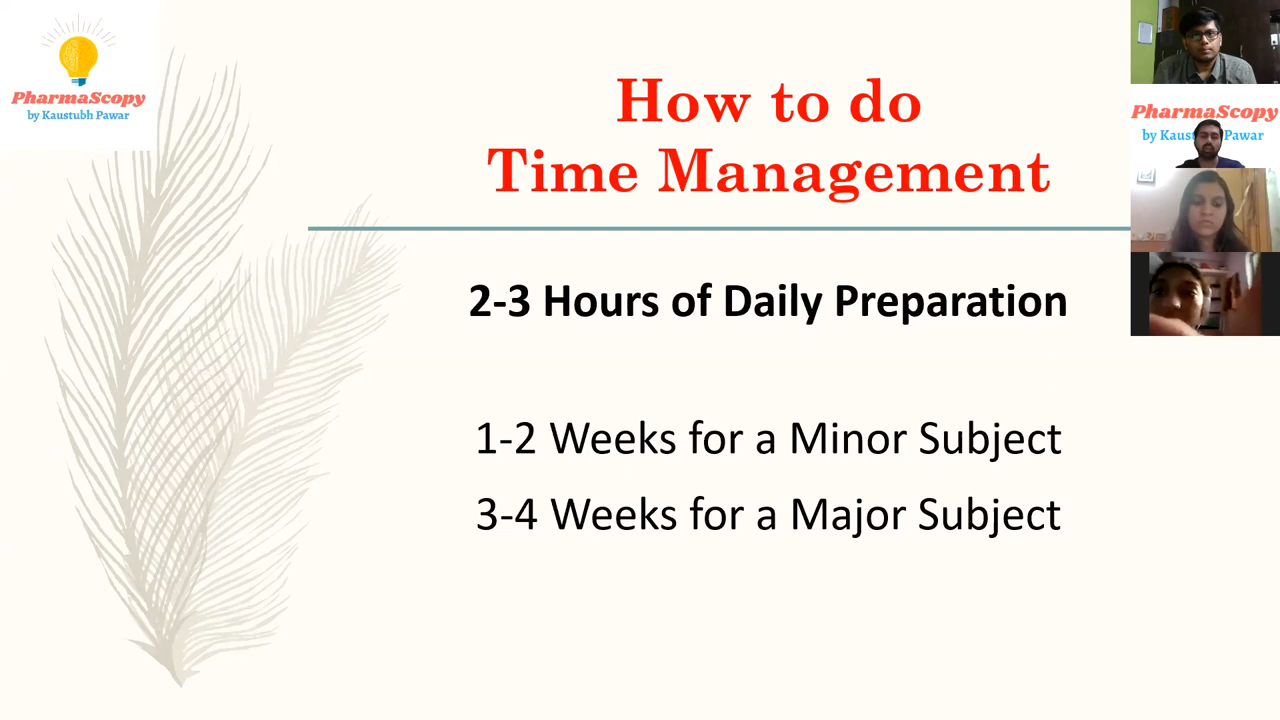 PharmaScopy
by Kaustubh Pawar
How to do
Time Management
2-3 Hours of Daily Preparation
1-2 Weeks for a Minor Subject
3-4 Weeks for a Major Subject
PharmaScopy
by Kaus Pawar